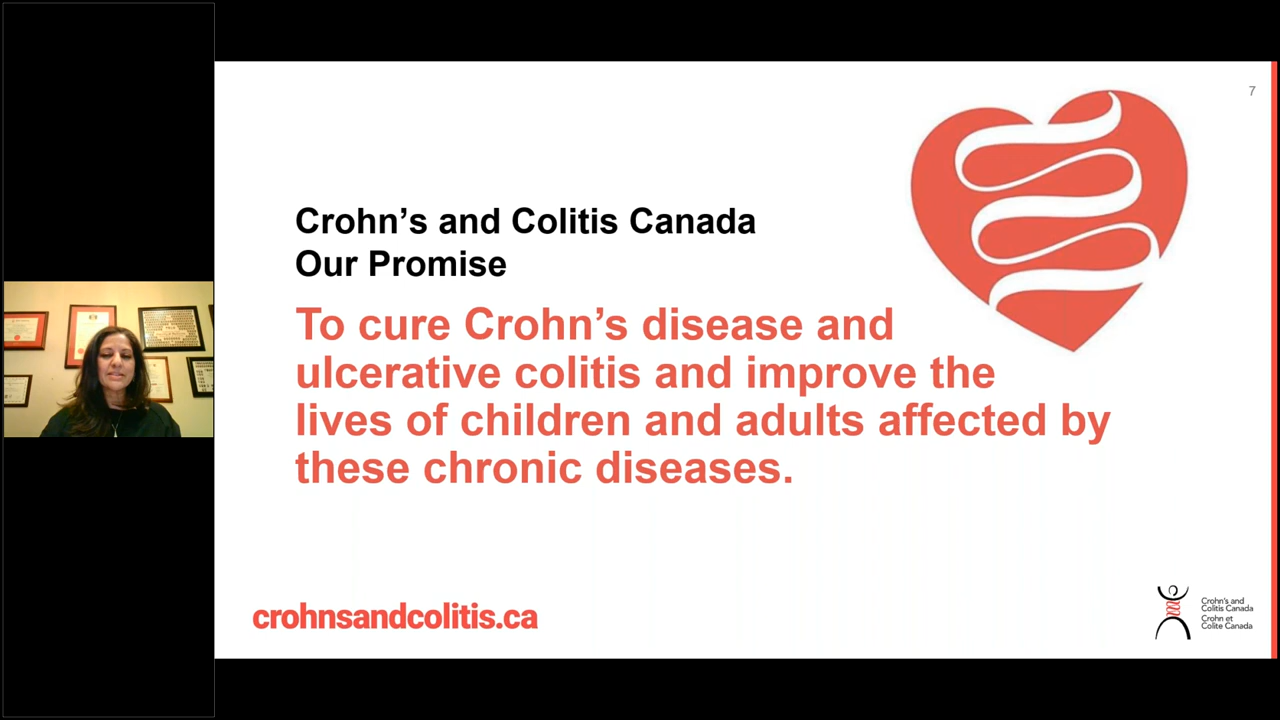 7
Crohn’s and Colitis Canada
Our Promise
To cure Crohn’s disease and
ulcerative colitis and improve the
lives of children and adults affected by
these chronic diseases.
crohnsandcolitis.ca
Crohn's and
Colitis Canada
Crohn et
Colite Canada